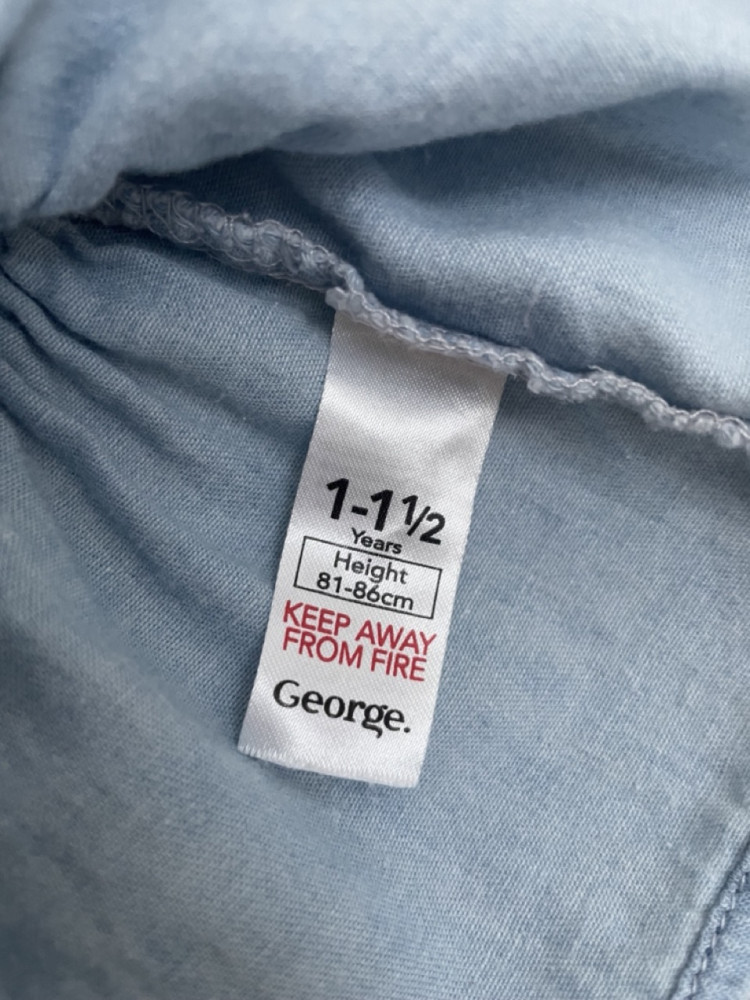 1-1½
Years
Height
81-86cm
KEEP AWAY
FROM FIRE
George.